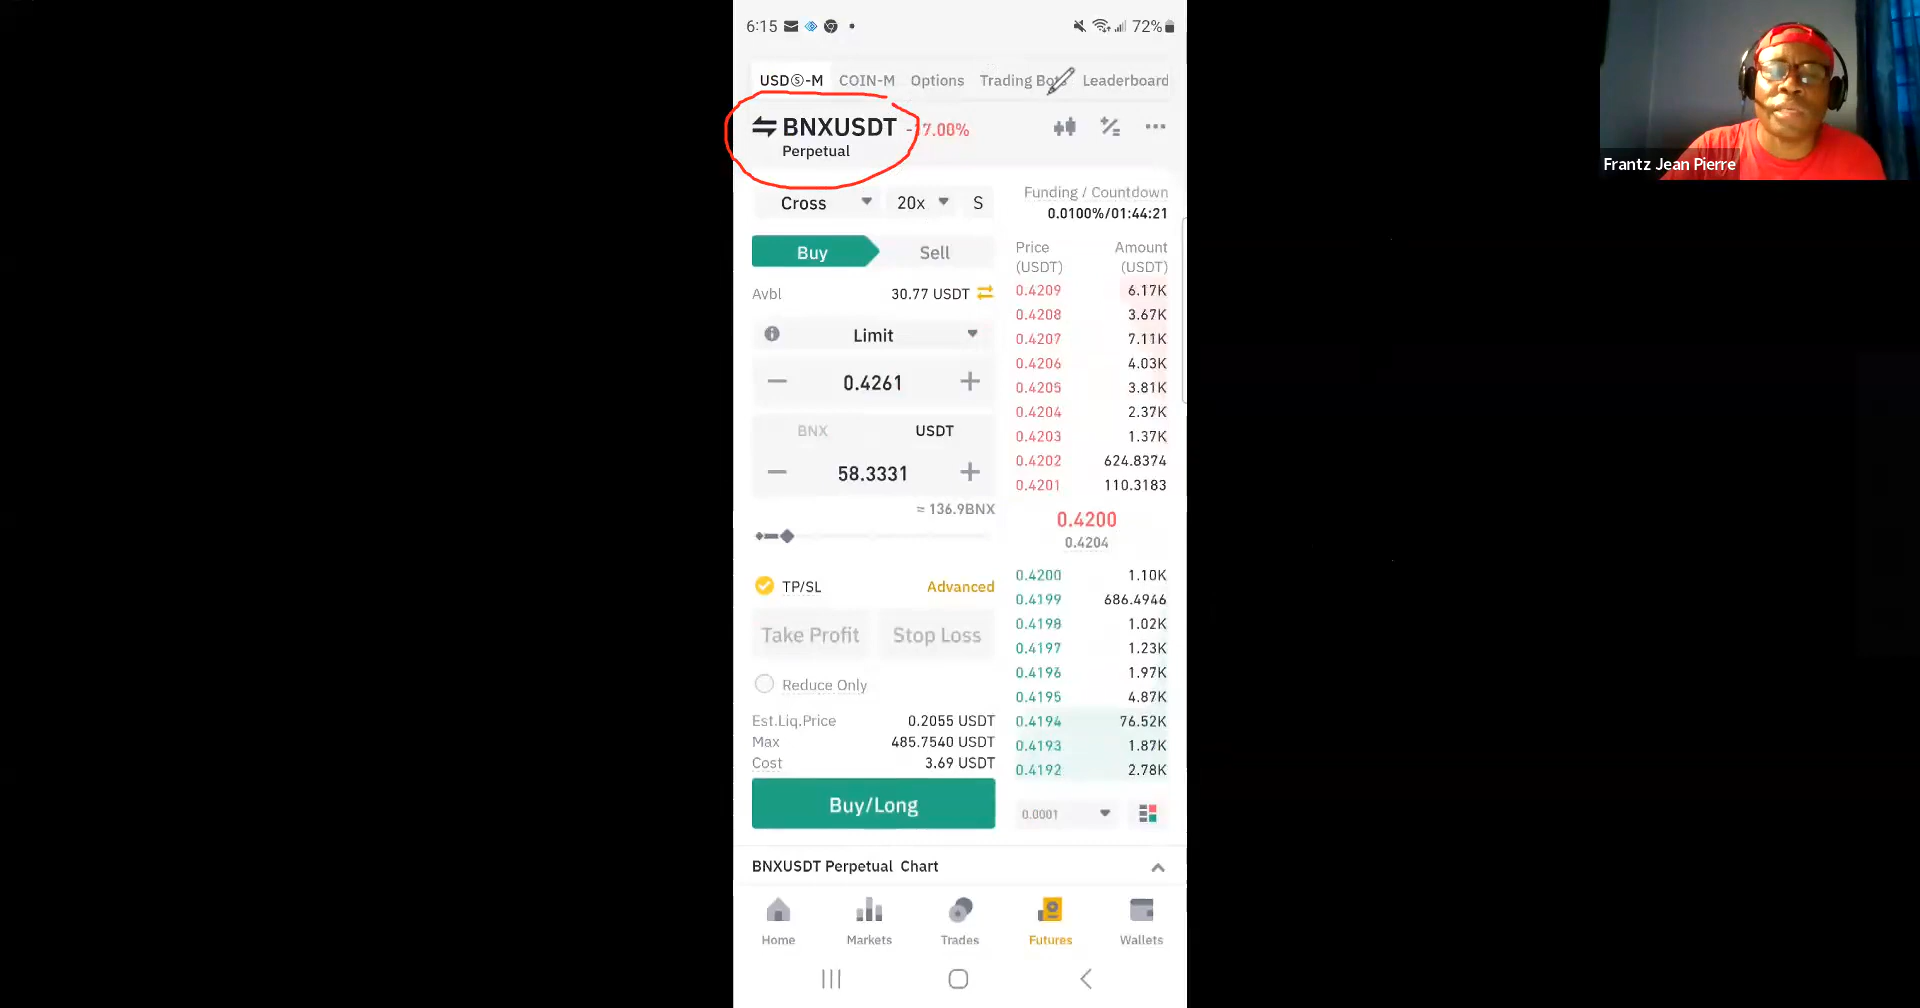 6:15
72%
USDⓈ-M COIN-M Options Trading Bots Leaderboard
BNXUSDT -17.00%
Perpetual
Cross 20x S
Funding / Countdown
0.0100%/01:44:21
Buy Sell
Price Amount
(USDT) (USDT)
Avbl 30.77 USDT
Limit
0.4261
BNX USDT
58.3331
≈ 136.9BNX
TP/SL Advanced
Take Profit Stop Loss
Reduce Only
Est.Liq.Price 0.2055 USDT
Max 485.7540 USDT
Cost 3.69 USDT
Buy/Long
0.4209 6.17K
0.4208 3.67K
0.4207 7.11K
0.4206 4.03K
0.4205 3.81K
0.4204 2.37K
0.4203 1.37K
0.4202 624.8374
0.4201 110.3183
0.4200
0.4204
0.4200 1.10K
0.4199 686.4946
0.4198 1.02K
0.4197 1.23K
0.4196 1.97K
0.4195 4.87K
0.4194 76.52K
0.4193 1.87K
0.4192 2.78K
0.0001
BNXUSDT Perpetual Chart
Home Markets Trades Futures Wallets
Frantz Jean Pierre